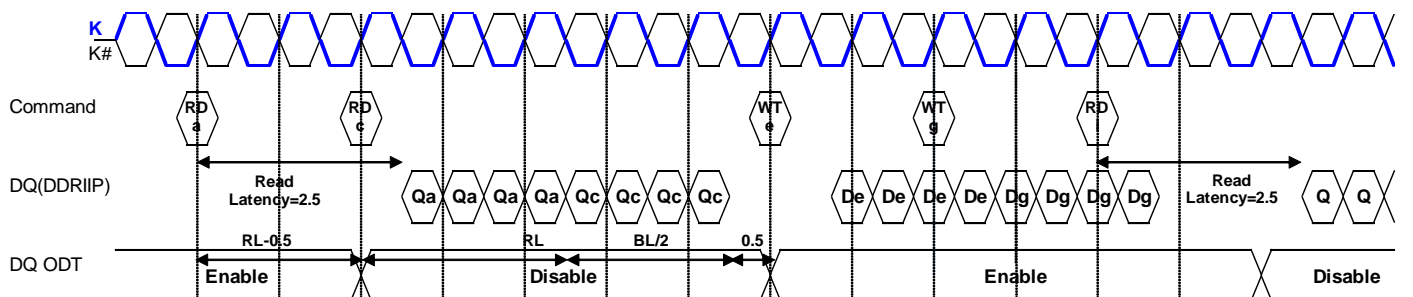 K
K#
Command
RD
a
RD
c
WT
e
WT
g
RD
i
DQ(DDRIIP)
Read
Latency=2.5
Qa Qa Qa Qa Qc Qc Qc Qc
De De De De Dg Dg Dg Dg
Read
Latency=2.5
Q Q
DQ ODT
RL-0.5
RL
BL/2
0.5
Enable
Disable
Enable
Disable